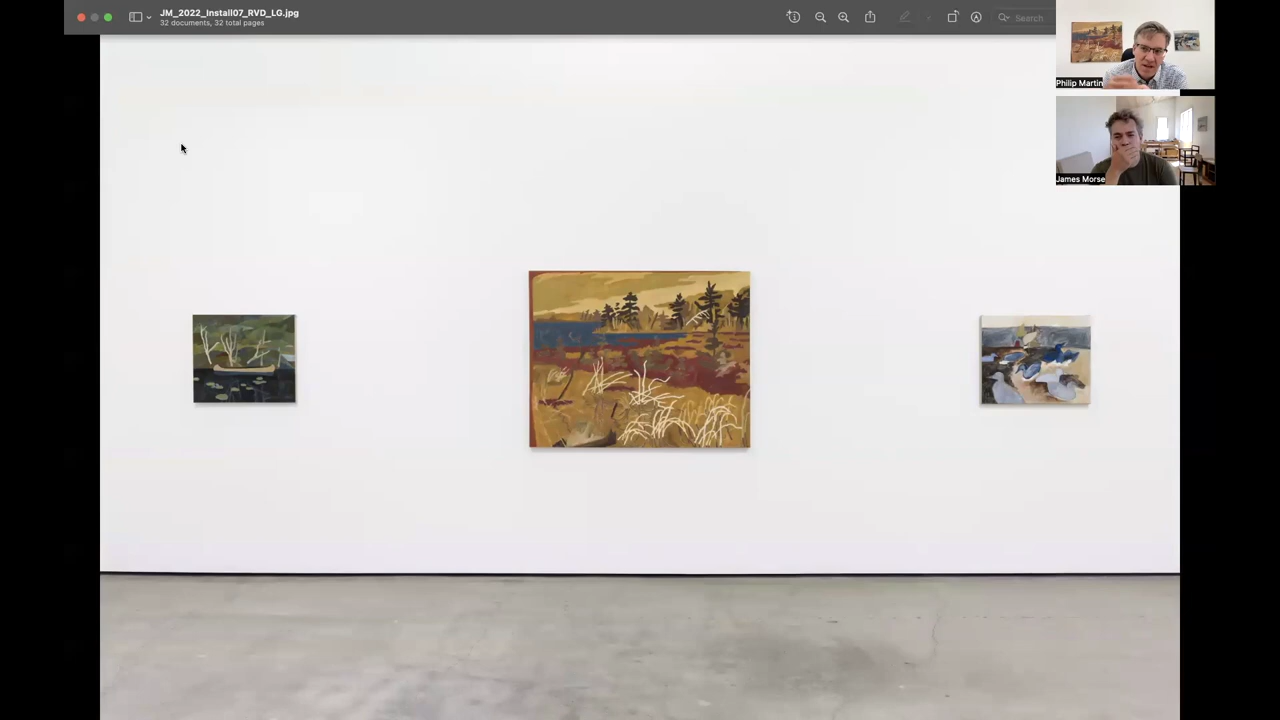 JM_2022_Install07_RVD_LG.jpg
32 documents, 32 total pages
Search
Philip Martin
James Morse